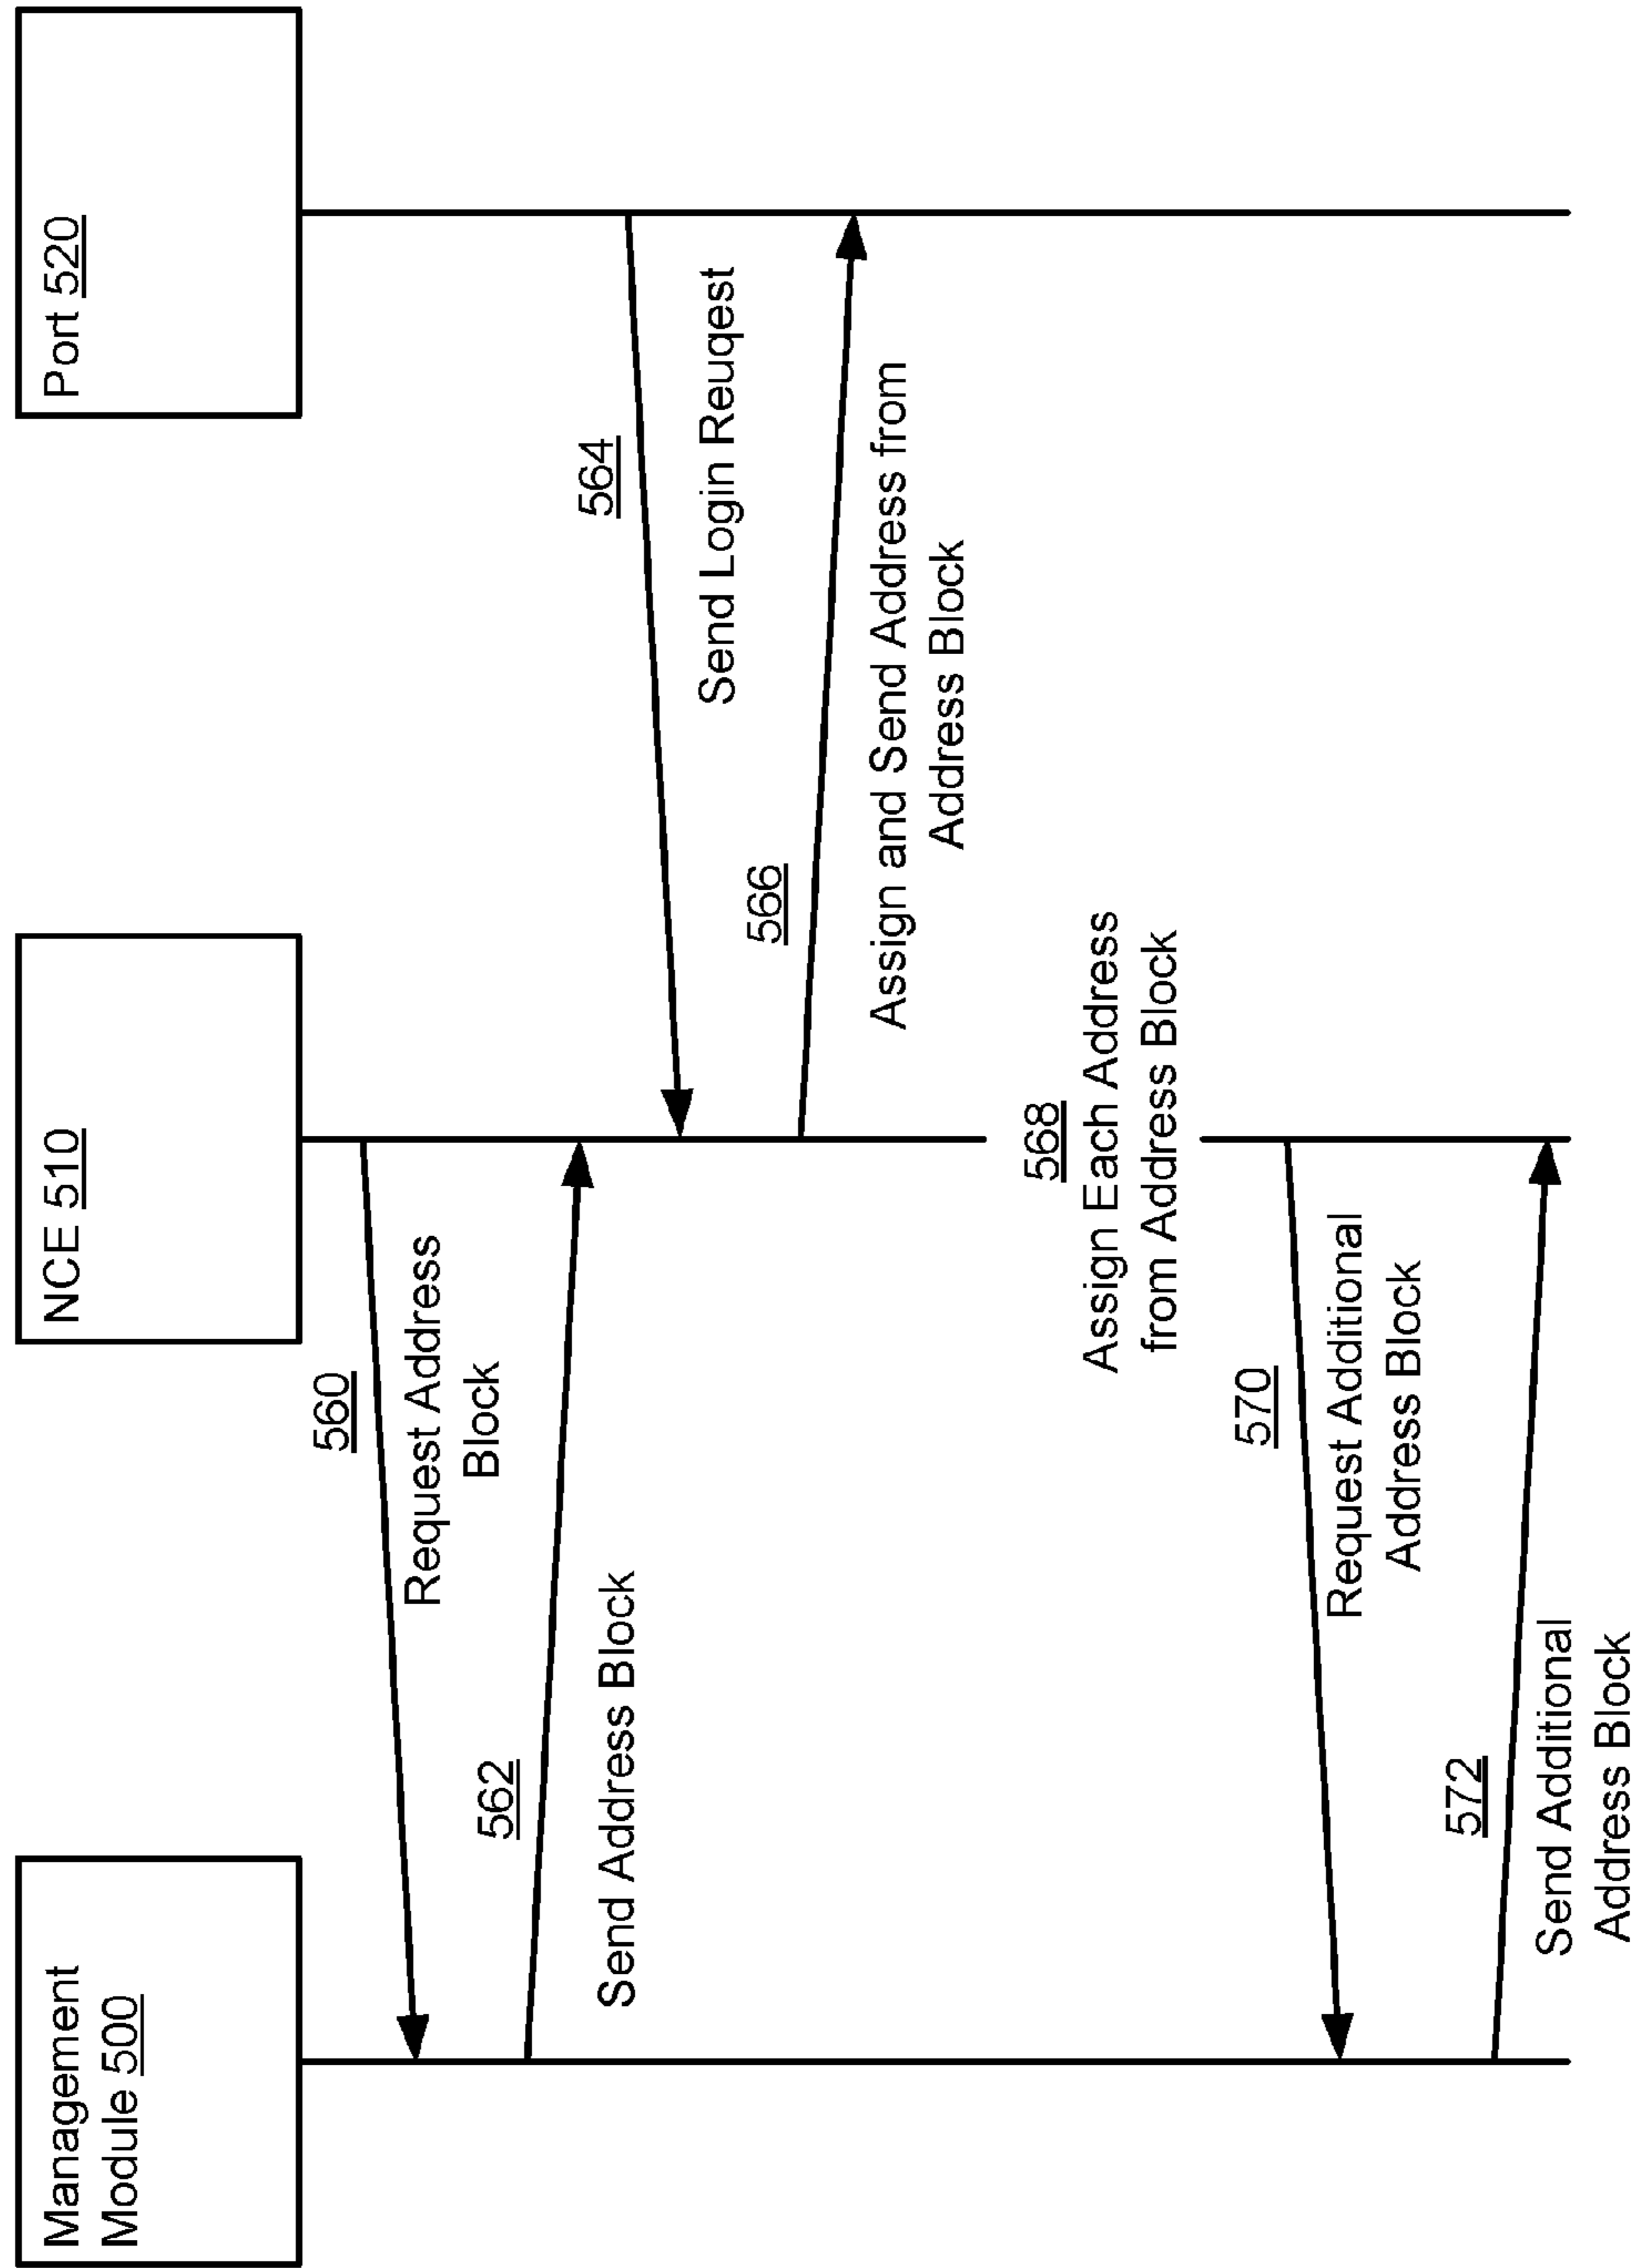 Management
Module 500
NCE 510
Port 520
560
Request Address
Block
562
Send Address Block
564
Send Login Reuqest
566
Assign and Send Address from
Address Block
568
Assign Each Address
from Address Block
570
Request Additional
Address Block
572
Send Additional
Address Block